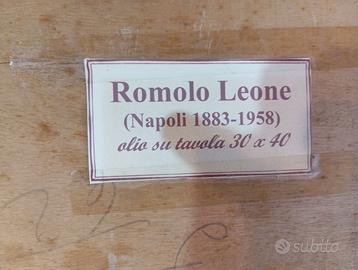 Romolo Leone
(Napoli 1883-1958)
olio su tavola 30 x 40
subito